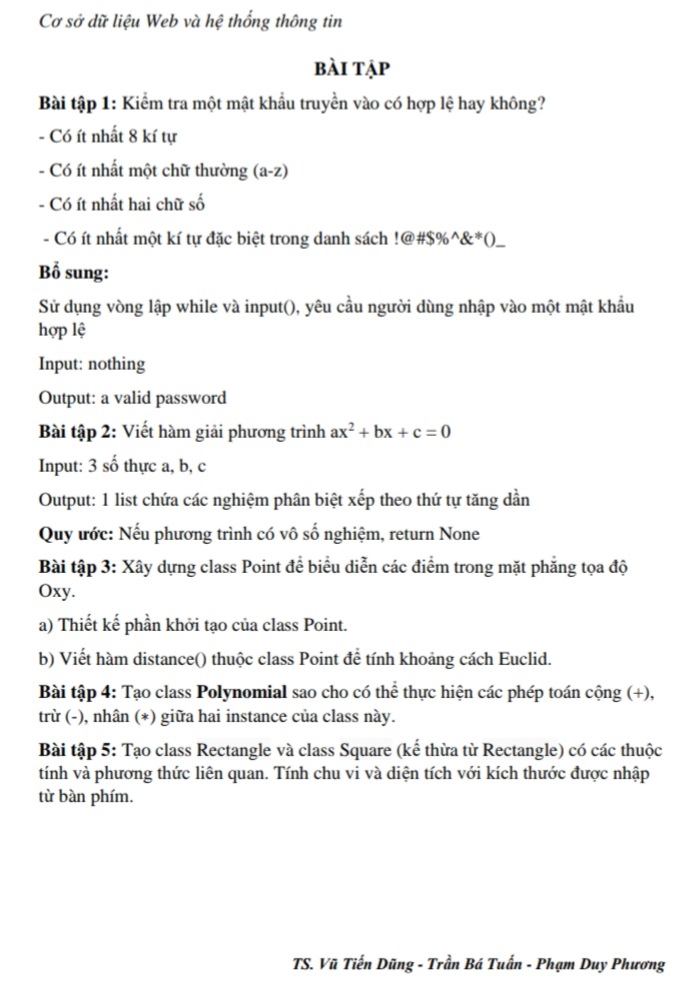 Cơ sở dữ liệu Web và hệ thống thông tin
BÀI TẬP
Bài tập 1: Kiểm tra một mật khẩu truyền vào có hợp lệ hay không?
- Có ít nhất 8 kí tự
- Có ít nhất một chữ thường (a-z)
- Có ít nhất hai chữ số
- Có ít nhất một kí tự đặc biệt trong danh sách !@#$%^&*()_
Bổ sung:
Sử dụng vòng lập while và input(), yêu cầu người dùng nhập vào một mật khẩu
hợp lệ
Input: nothing
Output: a valid password
Bài tập 2: Viết hàm giải phương trình ax² + bx + c = 0
Input: 3 số thực a, b, c
Output: 1 list chứa các nghiệm phân biệt xếp theo thứ tự tăng dần
Quy ước: Nếu phương trình có vô số nghiệm, return None
Bài tập 3: Xây dựng class Point để biểu diễn các điểm trong mặt phẳng tọa độ
Oxy.
a) Thiết kế phần khởi tạo của class Point.
b) Viết hàm distance() thuộc class Point để tính khoảng cách Euclid.
Bài tập 4: Tạo class Polynomial sao cho có thể thực hiện các phép toán cộng (+),
trừ (-), nhân (*) giữa hai instance của class này.
Bài tập 5: Tạo class Rectangle và class Square (kế thừa từ Rectangle) có các thuộc
tính và phương thức liên quan. Tính chu vi và diện tích với kích thước được nhập
từ bàn phím.
TS. Vũ Tiến Dũng - Trần Bá Tuấn - Phạm Duy Phương